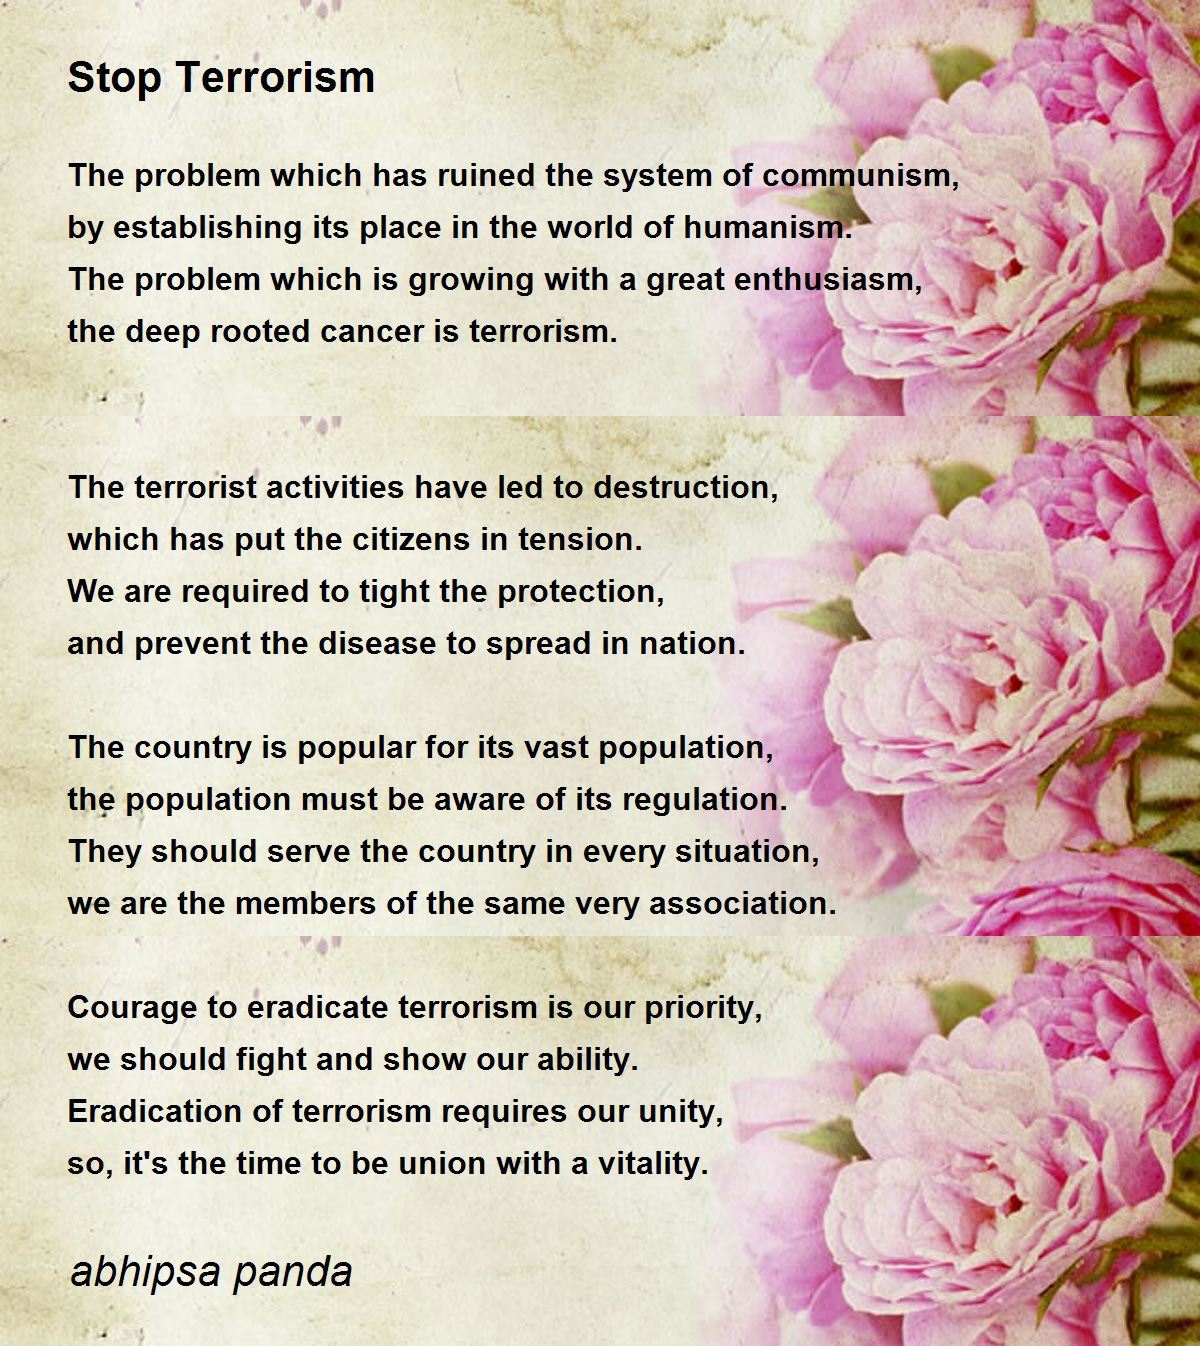 Stop Terrorism
The problem which has ruined the system of communism,
by establishing its place in the world of humanism.
The problem which is growing with a great enthusiasm,
the deep rooted cancer is terrorism.
The terrorist activities have led to destruction,
which has put the citizens in tension.
We are required to tight the protection,
and prevent the disease to spread in nation.
The country is popular for its vast population,
the population must be aware of its regulation.
They should serve the country in every situation,
we are the members of the same very association.
Courage to eradicate terrorism is our priority,
we should fight and show our ability.
Eradication of terrorism requires our unity,
so, it's the time to be union with a vitality.
abhipsa panda